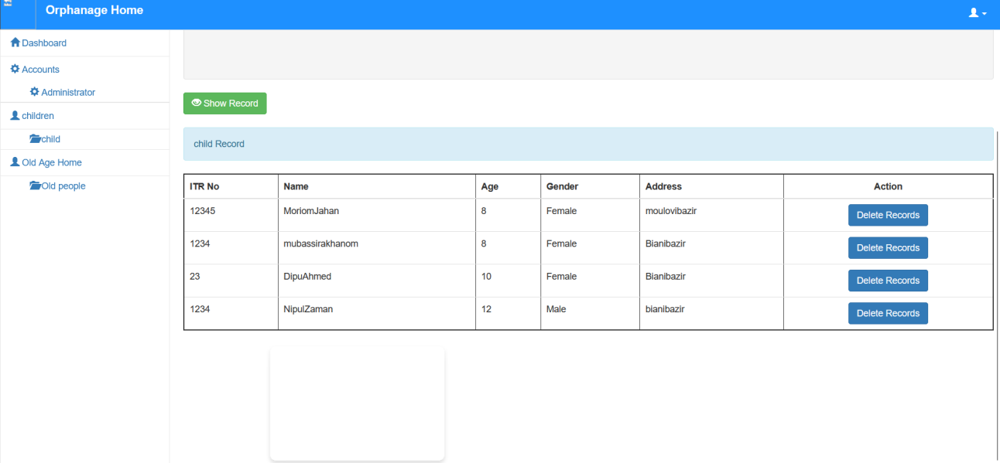 Orphanage Home
Dashboard
Accounts
Administrator
children
child
Old Age Home
Old people
Show Record
child Record
ITR No Name Age Gender Address Action
12345 MoriomJahan 8 Female moulovibazir Delete Records
1234 mubassirakhanom 8 Female Bianibazir Delete Records
23 DipuAhmed 10 Female Bianibazir Delete Records
1234 NipulZaman 12 Male bianibazir Delete Records